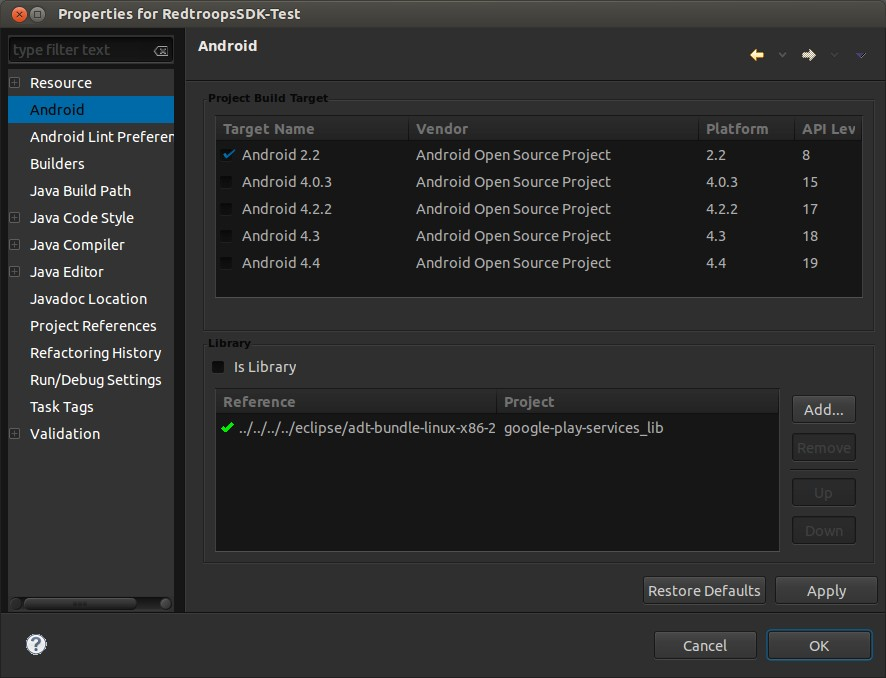 Properties for RedtroopsSDK-Test
type filter text
Resource
Android
Android Lint Preferen
Builders
Java Build Path
Java Code Style
Java Compiler
Java Editor
Javadoc Location
Project References
Refactoring History
Run/Debug Settings
Task Tags
Validation
Android
Project Build Target
Target Name Vendor Platform API Lev
Android 2.2 Android Open Source Project 2.2 8
Android 4.0.3 Android Open Source Project 4.0.3 15
Android 4.2.2 Android Open Source Project 4.2.2 17
Android 4.3 Android Open Source Project 4.3 18
Android 4.4 Android Open Source Project 4.4 19
Library
Is Library
Reference Project
../../../../eclipse/adt-bundle-linux-x86-2 google-play-services_lib
Add...
Remove
Up
Down
Restore Defaults Apply
? Cancel OK